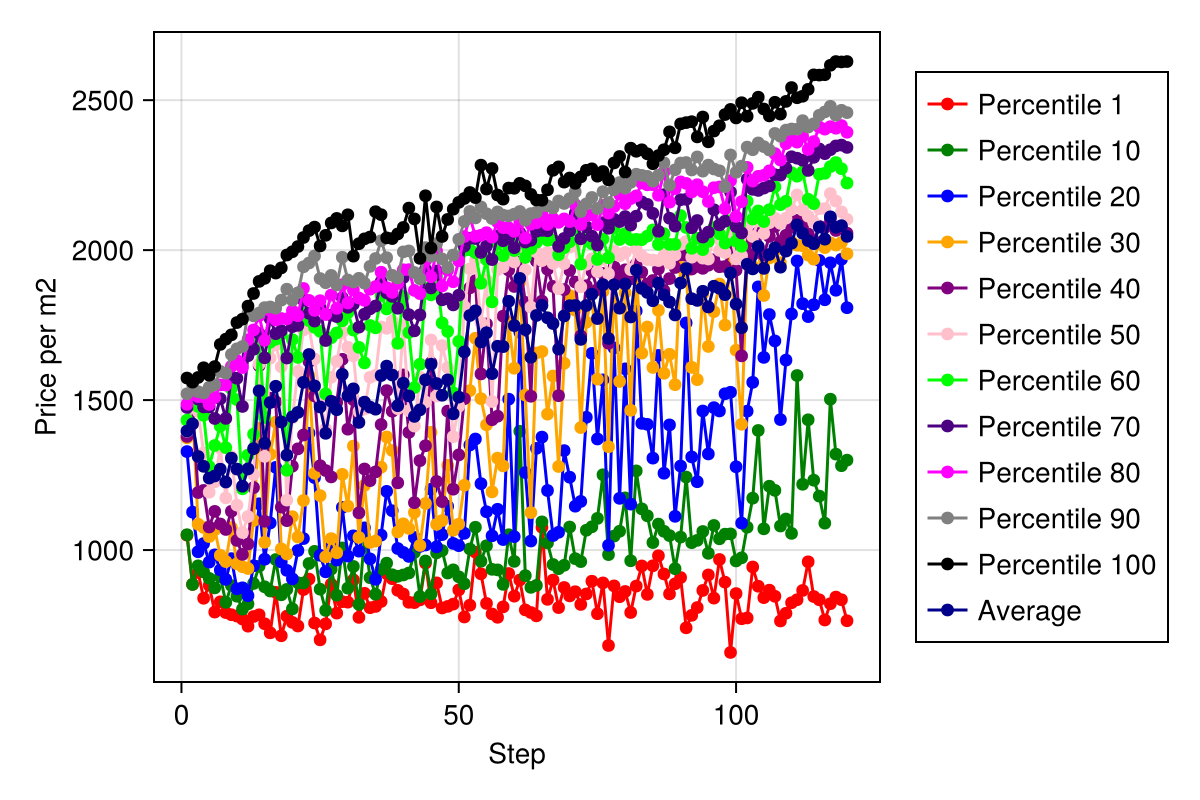 2500
2000
1500
1000
Price per m2
0
50
100
Step
Percentile 1
Percentile 10
Percentile 20
Percentile 30
Percentile 40
Percentile 50
Percentile 60
Percentile 70
Percentile 80
Percentile 90
Percentile 100
Average